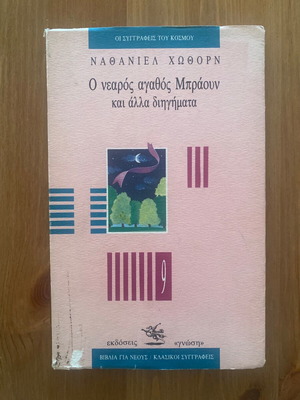 ΟΙ ΣΥΓΓΡΑΦΕΙΣ ΤΟΥ ΚΟΣΜΟΥ
ΝΑΘΑΝΙΕΛ ΧΩΘΟΡΝ
Ο νεαρός αγαθός Μπράουν
και άλλα διηγήματα
9
εκδόσεις «γνώση»
ΒΙΒΛΙΑ ΓΙΑ ΝΕΟΥΣ / ΚΛΑΣΙΚΟΙ ΣΥΓΓΡΑΦΕΙΣ